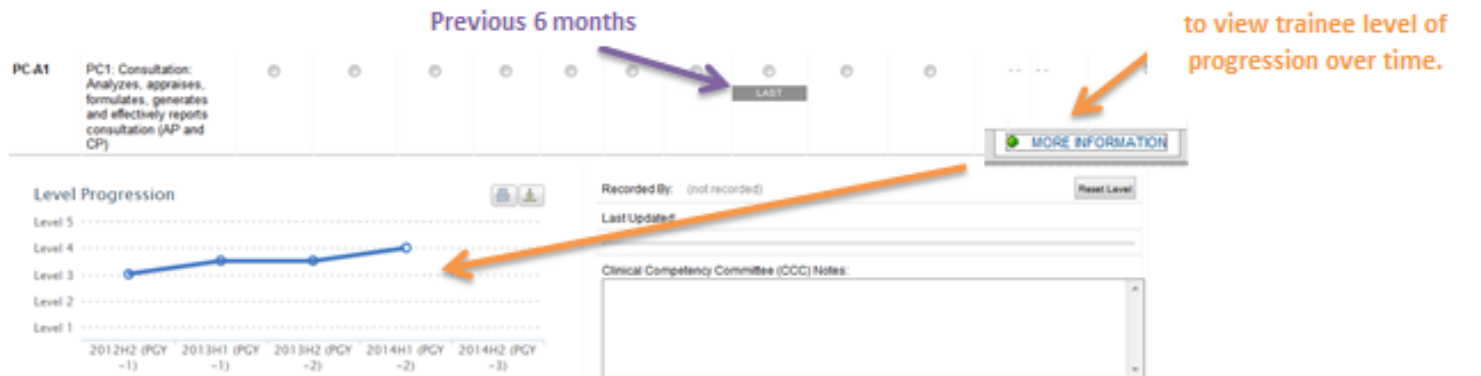 Previous 6 months
to view trainee level of
progression over time.
PC-A1
PC1: Consultation:
Analyzes, appraises,
formulates, generates
and effectively reports
consultation (AP and
CP)
LAST
MORE INFORMATION
Level Progression
Level 5
Level 4
Level 3
Level 2
Level 1
2012H2 (PGY
-1)
2013H1 (PGY
-1)
2013H2 (PGY
-2)
2014H1 (PGY
-2)
2014H2 (PGY
-3)
Recorded By: (not recorded)
Reset Level
Last Updated:
Clinical Competency Committee (CCC) Notes: